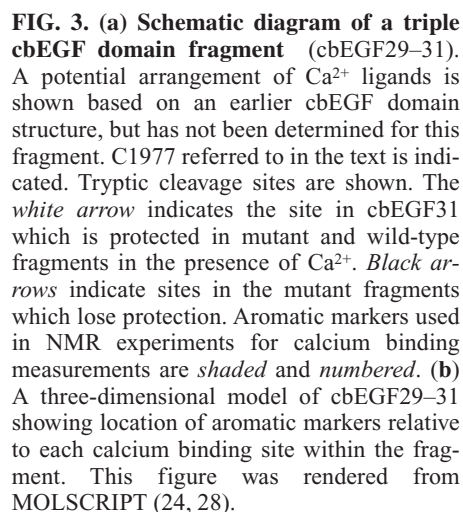 FIG. 3. (a) Schematic diagram of a triple
cbEGF domain fragment (cbEGF29–31).
A potential arrangement of Ca²⁺ ligands is
shown based on an earlier cbEGF domain
structure, but has not been determined for this
fragment. C1977 referred to in the text is indi-
cated. Tryptic cleavage sites are shown. The
white arrow indicates the site in cbEGF31
which is protected in mutant and wild-type
fragments in the presence of Ca²⁺. Black ar-
rows indicate sites in the mutant fragments
which lose protection. Aromatic markers used
in NMR experiments for calcium binding
measurements are shaded and numbered. (b)
A three-dimensional model of cbEGF29–31
showing location of aromatic markers relative
to each calcium binding site within the frag-
ment. This figure was rendered from
MOLSCRIPT (24, 28).